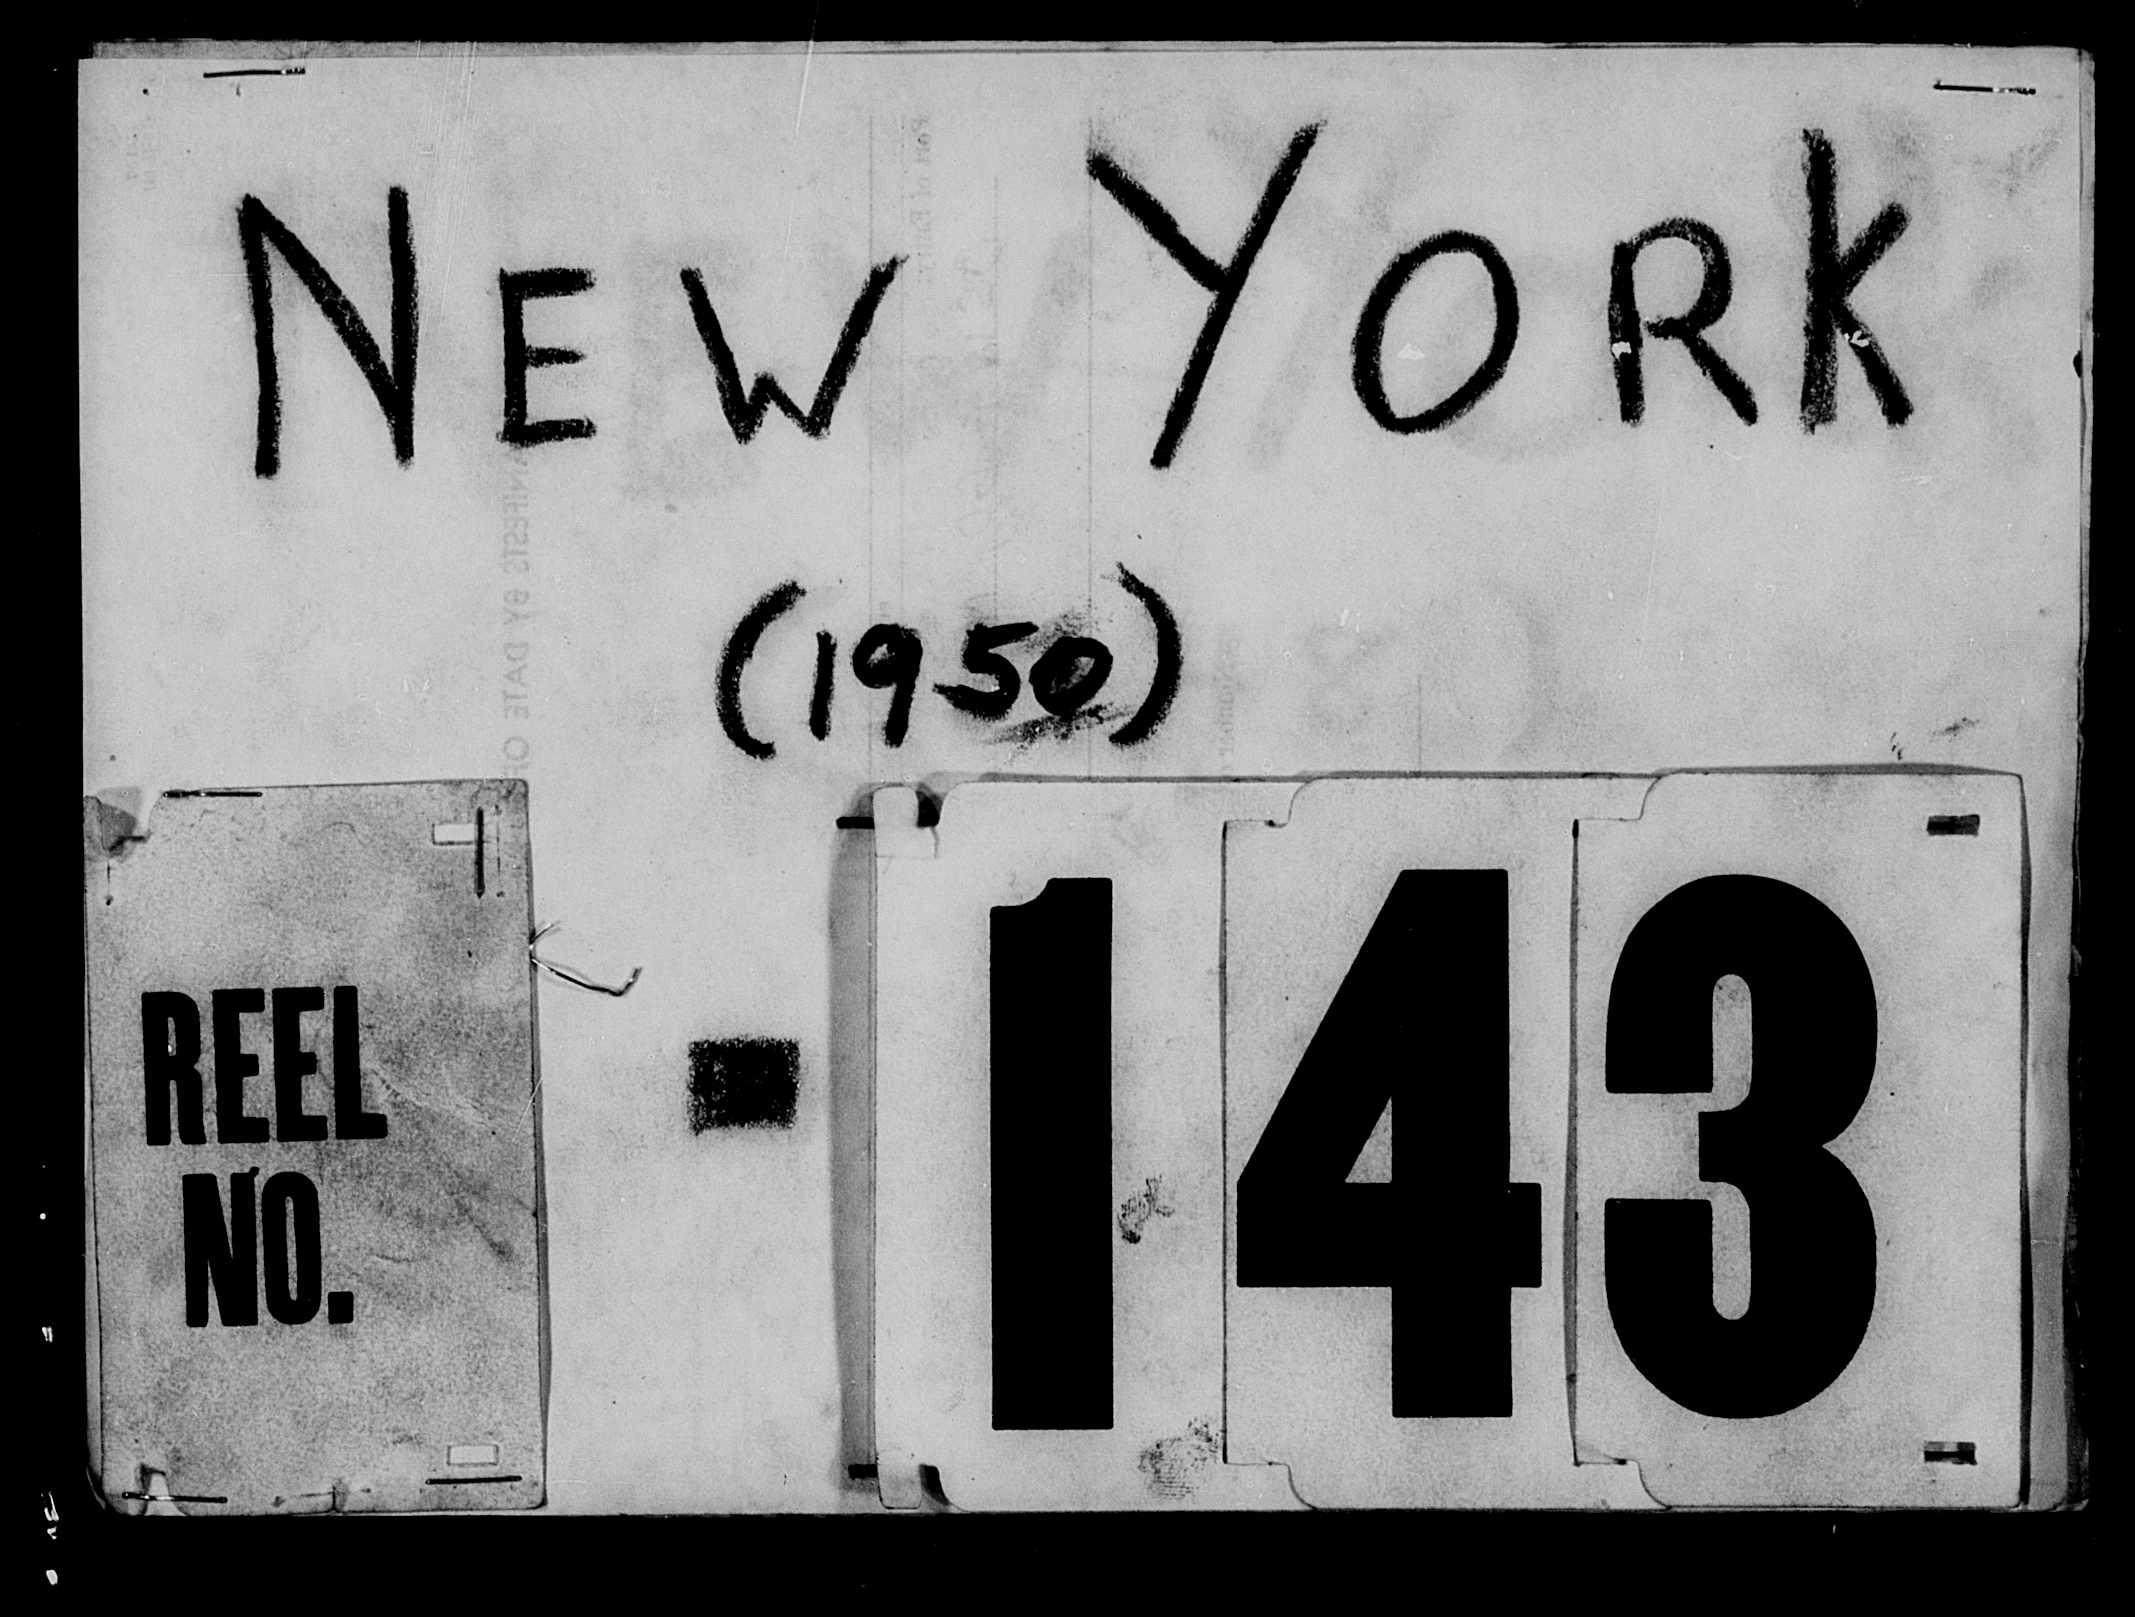 NEW YORK
(1950)
REEL
NO.
- 143